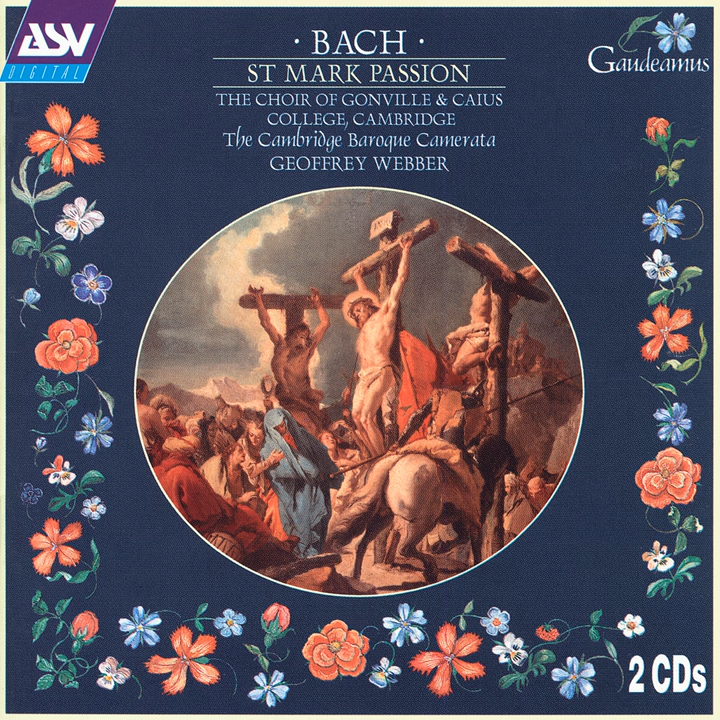 ASV
DIGITAL
· BACH ·
ST MARK PASSION
THE CHOIR OF GONVILLE & CAIUS
COLLEGE, CAMBRIDGE
The Cambridge Baroque Camerata
GEOFFREY WEBBER
Gaudeamus
2 CDs